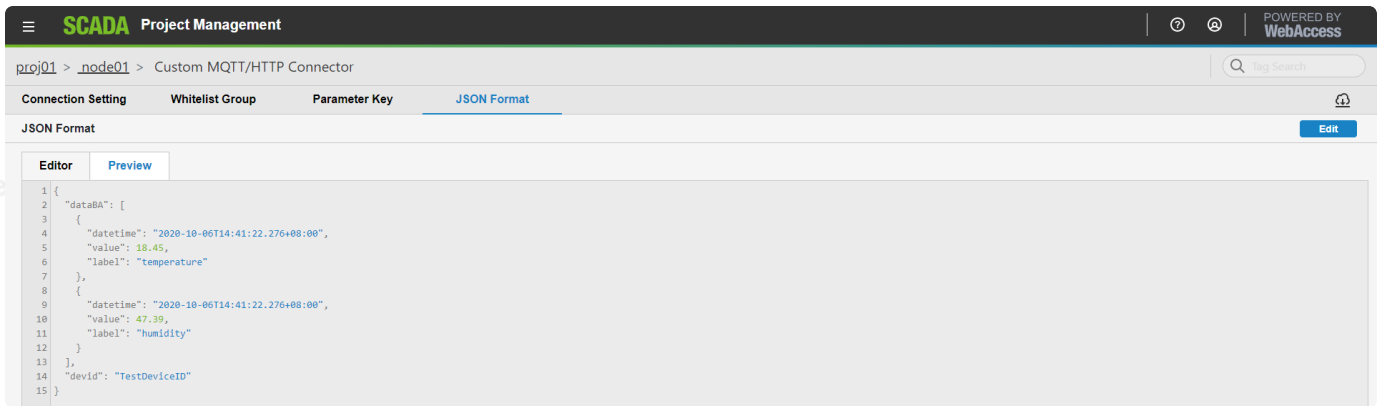 SCADA Project Management
POWERED BY
WebAccess
proj01 > _node01 > Custom MQTT/HTTP Connector
Tag Search
Connection Setting Whitelist Group Parameter Key JSON Format
JSON Format
Edit
Editor Preview
1 {
2 "dataBA": [
3 {
4 "datetime": "2020-10-06T14:41:22.276+08:00",
5 "value": 18.45,
6 "label": "temperature"
7 },
8 {
9 "datetime": "2020-10-06T14:41:22.276+08:00",
10 "value": 47.39,
11 "label": "humidity"
12 }
13 ],
14 "devid": "TestDeviceID"
15 }